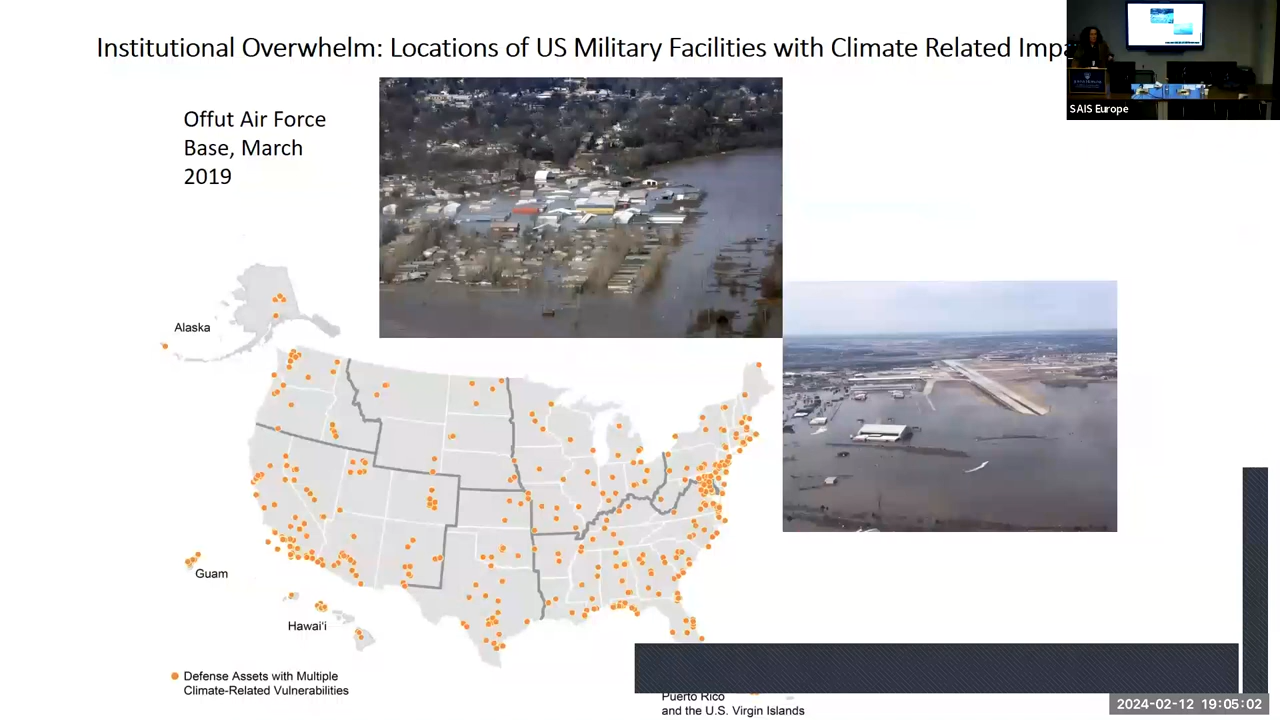 Institutional Overwhelm: Locations of US Military Facilities with Climate Related Impa
SAIS Europe
Offut Air Force
Base, March
2019
Alaska
Guam
Hawai'i
Defense Assets with Multiple
Climate-Related Vulnerabilities
Puerto Rico
and the U.S. Virgin Islands
2024-02-12 19:05:02